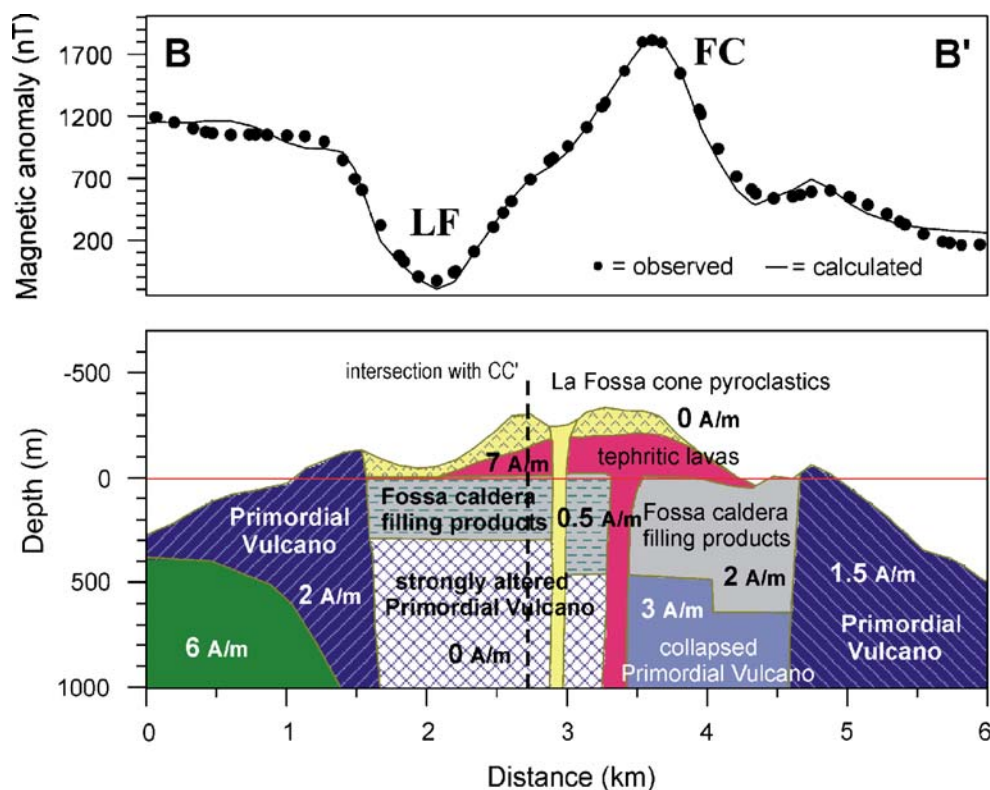 B
FC
B'
LF
Magnetic anomaly (nT)
1700
1200
700
200
● = observed — = calculated
intersection with CC'
La Fossa cone pyroclastics
0 A/m
7 A/m
tephritic lavas
Fossa caldera
filling products
0.5 A/m
Fossa caldera
filling products
Primordial
Vulcano
2 A/m
strongly altered
Primordial Vulcano
0 A/m
2 A/m
3 A/m
collapsed
Primordial Vulcano
1.5 A/m
Primordial
Vulcano
6 A/m
Depth (m)
-500
0
500
1000
0 1 2 3 4 5 6
Distance (km)